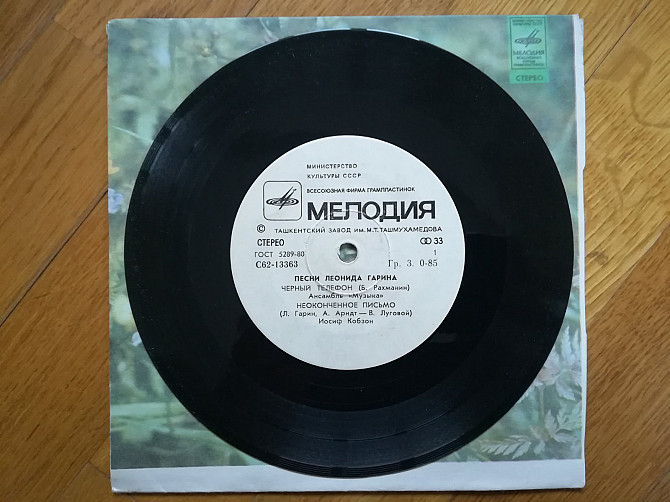 МЕЛОДИЯ
СТЕРЕО
МИНИСТЕРСТВО
КУЛЬТУРЫ СССР
ВСЕСОЮЗНАЯ ФИРМА ГРАМПЛАСТИНОК
МЕЛОДИЯ
© ТАШКЕНТСКИЙ ЗАВОД ИМ. М.Т. ТАШМУХАМЕДОВА
СТЕРЕО 33
ГОСТ 5289-80 1
С62-13363 Гр. 3. 0-85
ПЕСНИ ЛЕОНИДА ГАРИНА
ЧЕРНЫЙ ТЕЛЕФОН (Б. Рахманин)
Ансамбль «Музыка»
НЕОКОНЧЕННОЕ ПИСЬМО
(Л. Гарин, А. Арндт — В. Луговой)
Иосиф Кобзон